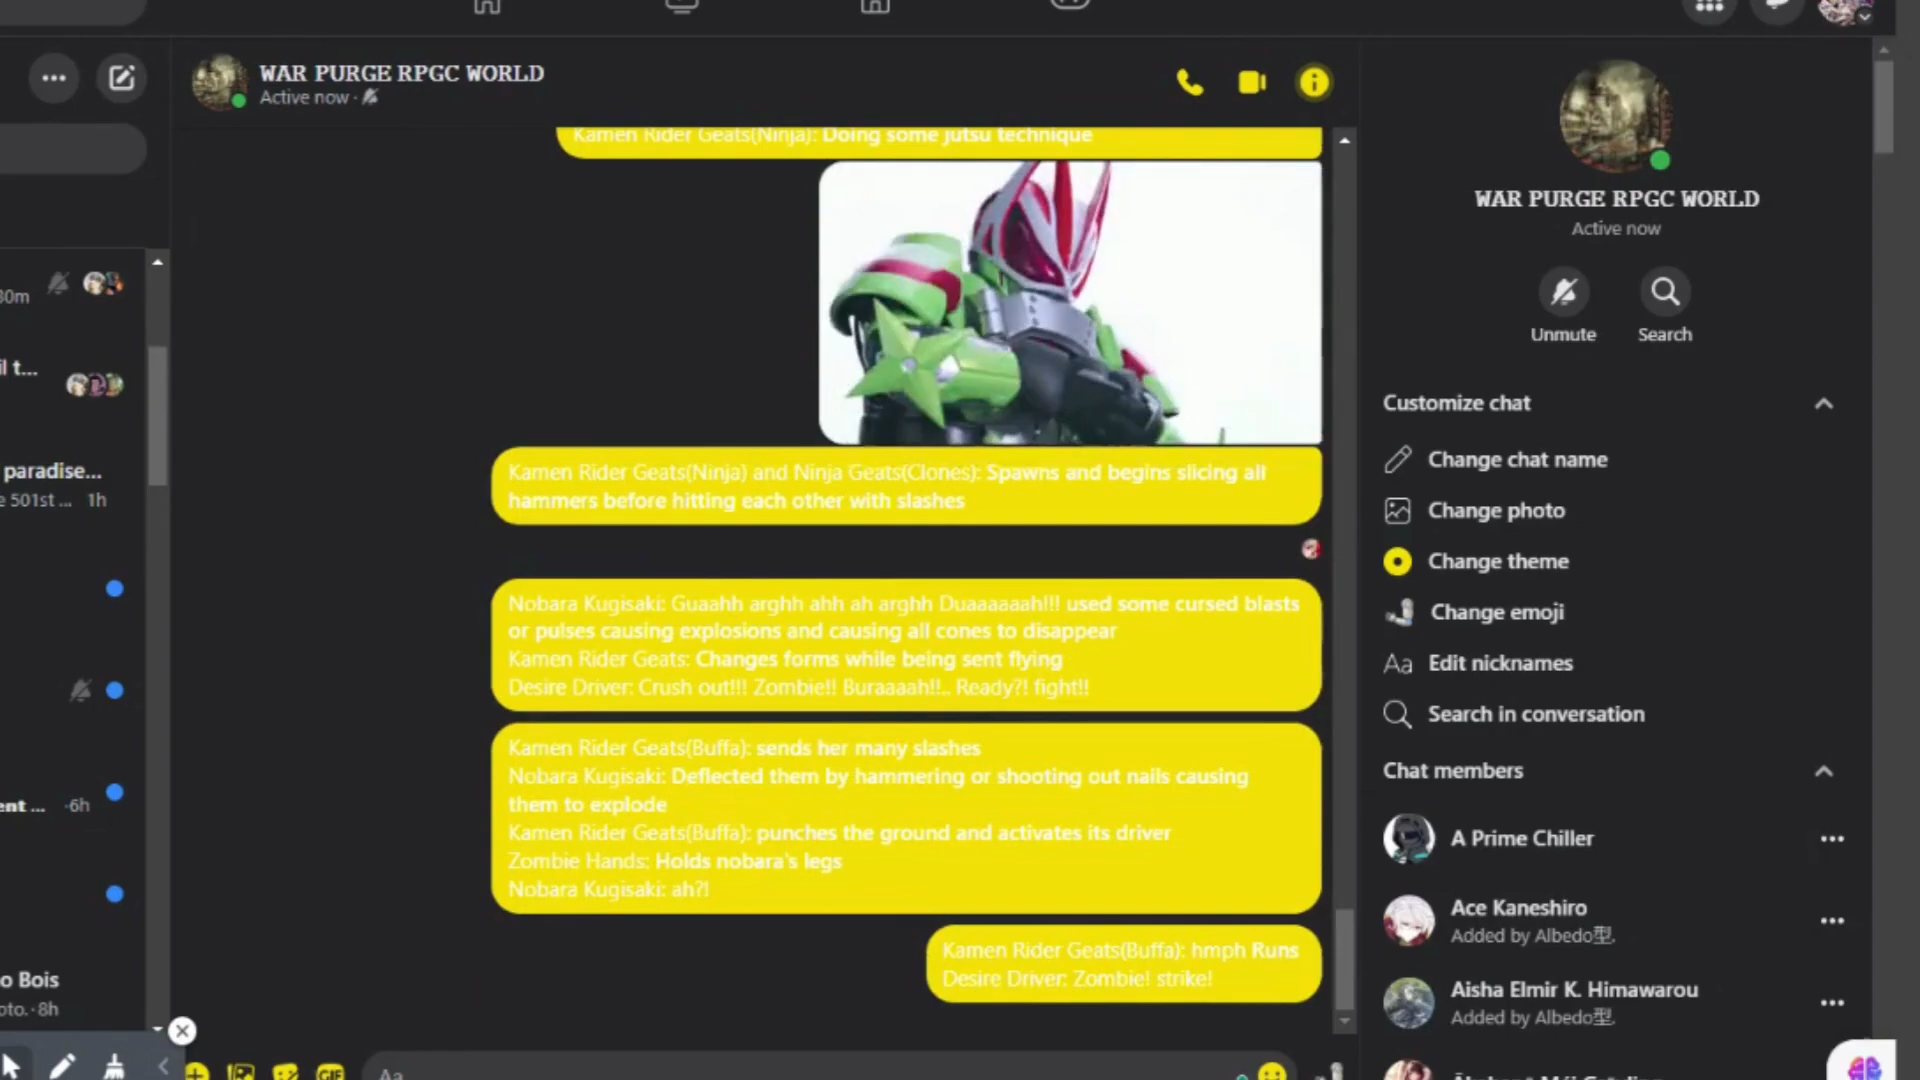 WAR PURGE RPGC WORLD
Active now ·
Kamen Rider Geats(Ninja): Doing some jutsu technique
Kamen Rider Geats(Ninja) and Ninja Geats(Clones): Spawns and begins slicing all
hammers before hitting each other with slashes
Nobara Kugisaki: Guaahh arghh ahh ah arghh Duaaaaaah!!! used some cursed blasts
or pulses causing explosions and causing all cones to disappear
Kamen Rider Geats: Changes forms while being sent flying
Desire Driver: Crush out!!! Zombie!! Buraaaah!!.. Ready?! fight!!
Kamen Rider Geats(Buffa): sends her many slashes
Nobara Kugisaki: Deflected them by hammering or shooting out nails causing
them to explode
Kamen Rider Geats(Buffa): punches the ground and activates its driver
Zombie Hands: Holds nobara's legs
Nobara Kugisaki: ah?!
Kamen Rider Geats(Buffa): hmph Runs
Desire Driver: Zombie! strike!
GIF
Aa
30m
il t...
paradise...
e 501st ... 1h
ent ... ·6h
o Bois
oto. · 8h
WAR PURGE RPGC WORLD
Active now
Unmute
Search
Customize chat
Change chat name
Change photo
Change theme
Change emoji
Aa Edit nicknames
Search in conversation
Chat members
A Prime Chiller
Ace Kaneshiro
Added by Albedo型.
Aisha Elmir K. Himawarou
Added by Albedo型.